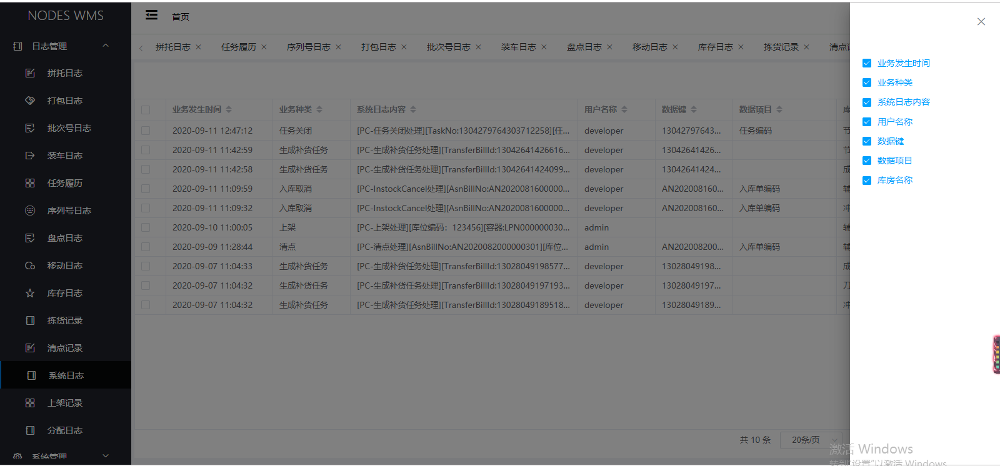 NODES WMS
首页
日志管理
拼托日志
打包日志
批次号日志
装车日志
任务履历
序列号日志
盘点日志
移动日志
库存日志
拣货记录
清点记录
系统日志
上架记录
分配日志
系统管理
拼托日志 任务履历 序列号日志 打包日志 批次号日志 装车日志 盘点日志 移动日志 库存日志 拣货记录 清点
业务发生时间 业务种类 系统日志内容 用户名称 数据键 数据项目
2020-09-11 12:47:12 任务关闭 [PC-任务关闭处理][TaskNo:1304279764303712258][任... developer 13042797643... 任务编码
2020-09-11 11:42:59 生成补货任务 [PC-生成补货任务处理][TransferBillId:13042641426616... developer 13042641426...
2020-09-11 11:42:58 生成补货任务 [PC-生成补货任务处理][TransferBillId:13042641424099... developer 13042641424... 成
2020-09-11 11:09:59 入库取消 [PC-InstockCancel处理][AsnBillNo:AN2020081600000... developer AN202008160... 入库单编码 辅
2020-09-11 11:09:32 入库取消 [PC-InstockCancel处理][AsnBillNo:AN2020081600000... developer AN202008160... 入库单编码 冲
2020-09-10 11:00:05 上架 [PC-上架处理][库位编码：123456][容器:LPN000000030... admin 辅
2020-09-09 11:28:44 清点 [PC-清点处理][AsnBillNo:AN2020082000000301][库位... admin AN202008200... 入库单编码 辅
2020-09-07 11:04:33 生成补货任务 [PC-生成补货任务处理][TransferBillId:13028049198577... developer 13028049198... 成
2020-09-07 11:04:32 生成补货任务 [PC-生成补货任务处理][TransferBillId:13028049197193... developer 13028049197... 刀
2020-09-07 11:04:32 生成补货任务 [PC-生成补货任务处理][TransferBillId:13028049189518... developer 13028049189... 冲
共 10 条 20条/页
业务发生时间
业务种类
系统日志内容
用户名称
数据键
数据项目
库房名称
激活 Windows
转到"设置"以激活 Windows